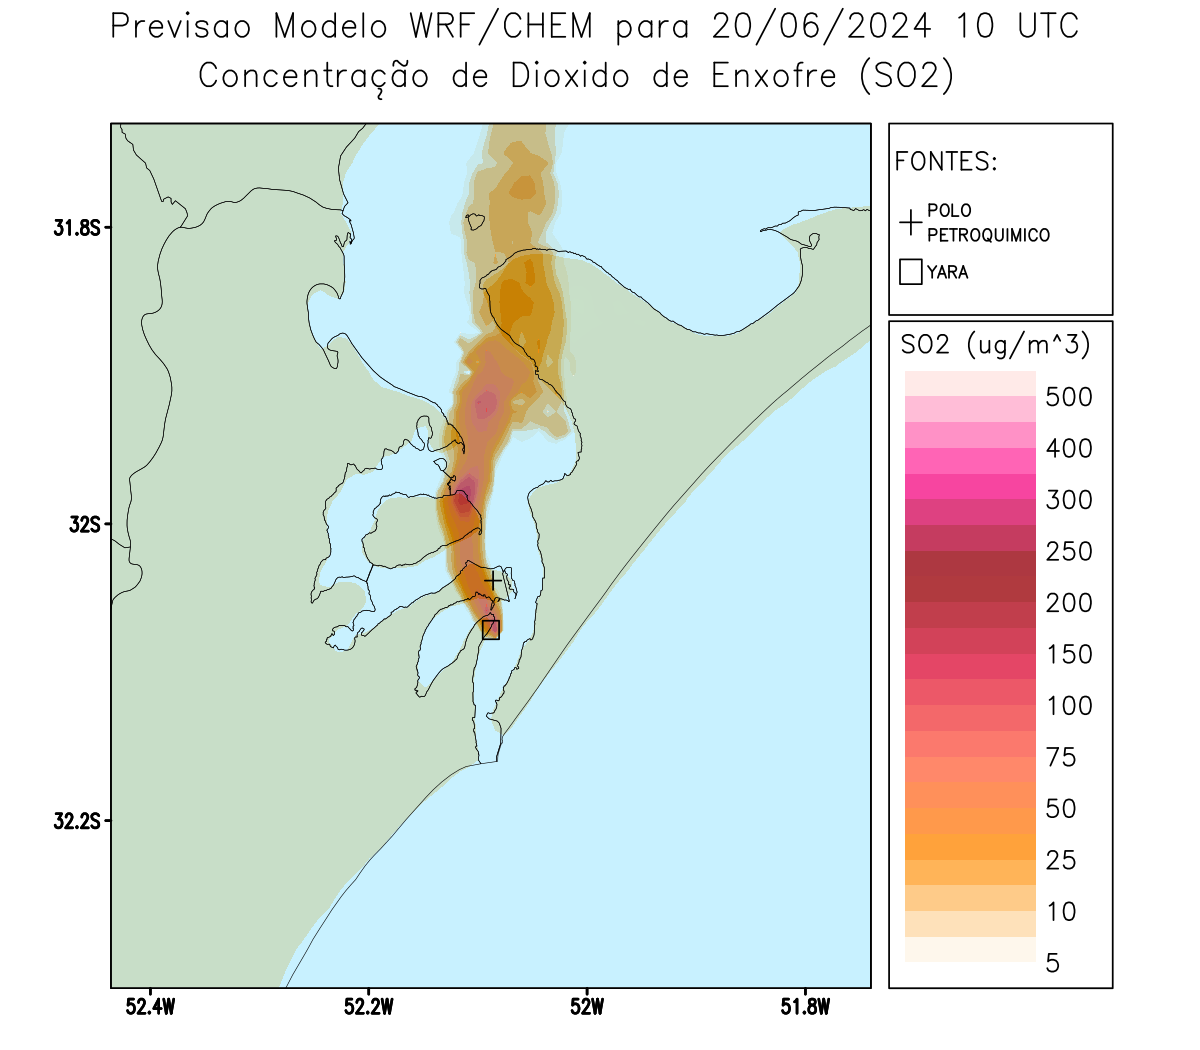 Previsao Modelo WRF/CHEM para 20/06/2024 10 UTC
Concentração de Dioxido de Enxofre (SO2)
FONTES:
POLO
PETROQUIMICO
YARA
SO2 (ug/m^3)
500
400
300
250
200
150
100
75
50
25
10
5
31.8S
32S
32.2S
52.4W
52.2W
52W
51.8W